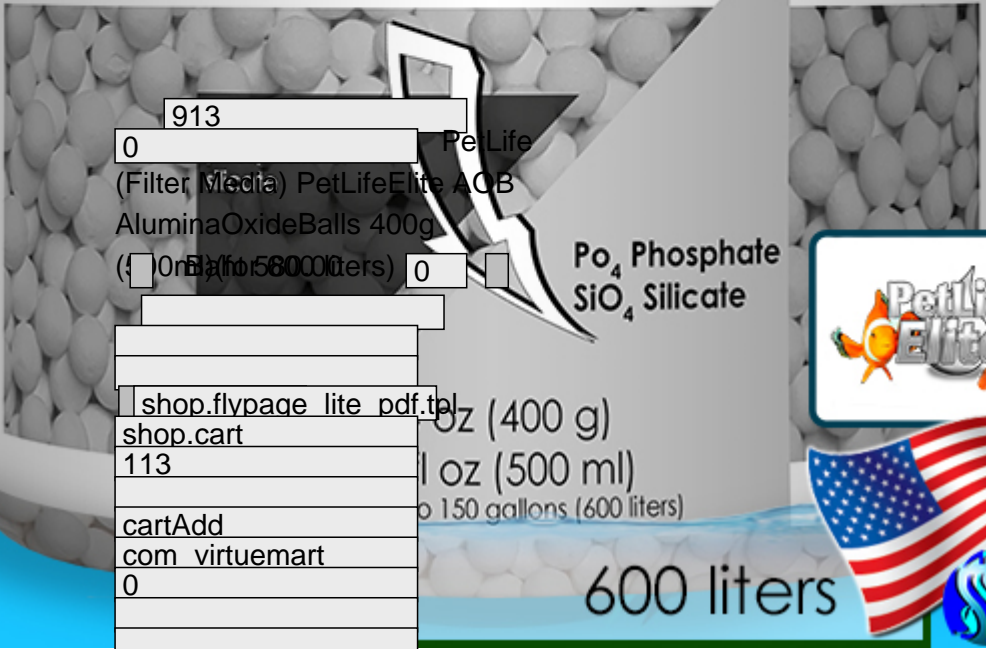 913
0
PetLife
(Filter Media) PetLifeElite AOB
AluminaOxideBalls 400g
0
Po4 Phosphate
SiO4 Silicate
Elite
shop.flypage_lite_pdf.tpl
shop.cart
oz (400 g)
113
oz (500 ml)
150 gallons (600 liters)
cartAdd
com_virtuemart
0
600 liters